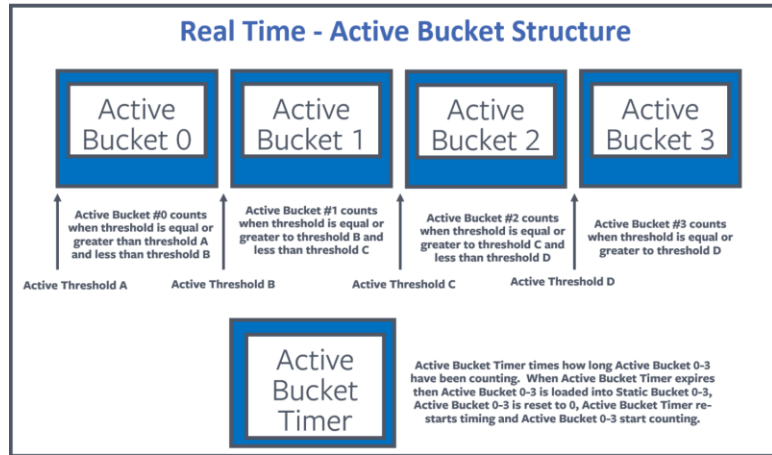 Real Time - Active Bucket Structure
Active
Bucket 0
Active
Bucket 1
Active
Bucket 2
Active
Bucket 3
Active Bucket #0 counts
when threshold is equal or
greater than threshold A
and less than threshold B
Active Bucket #1 counts
when threshold is equal or
greater to threshold B and
less than threshold C
Active Bucket #2 counts
when threshold is equal or
greater to threshold C and
less than threshold D
Active Bucket #3 counts
when threshold is equal or
greater to threshold D
Active Threshold A
Active Threshold B
Active Threshold C
Active Threshold D
Active
Bucket
Timer
Active Bucket Timer times how long Active Bucket 0-3
have been counting. When Active Bucket Timer expires
then Active Bucket 0-3 is loaded into Static Bucket 0-3,
Active Bucket 0-3 is reset to 0, Active Bucket Timer re-
starts timing and Active Bucket 0-3 start counting.